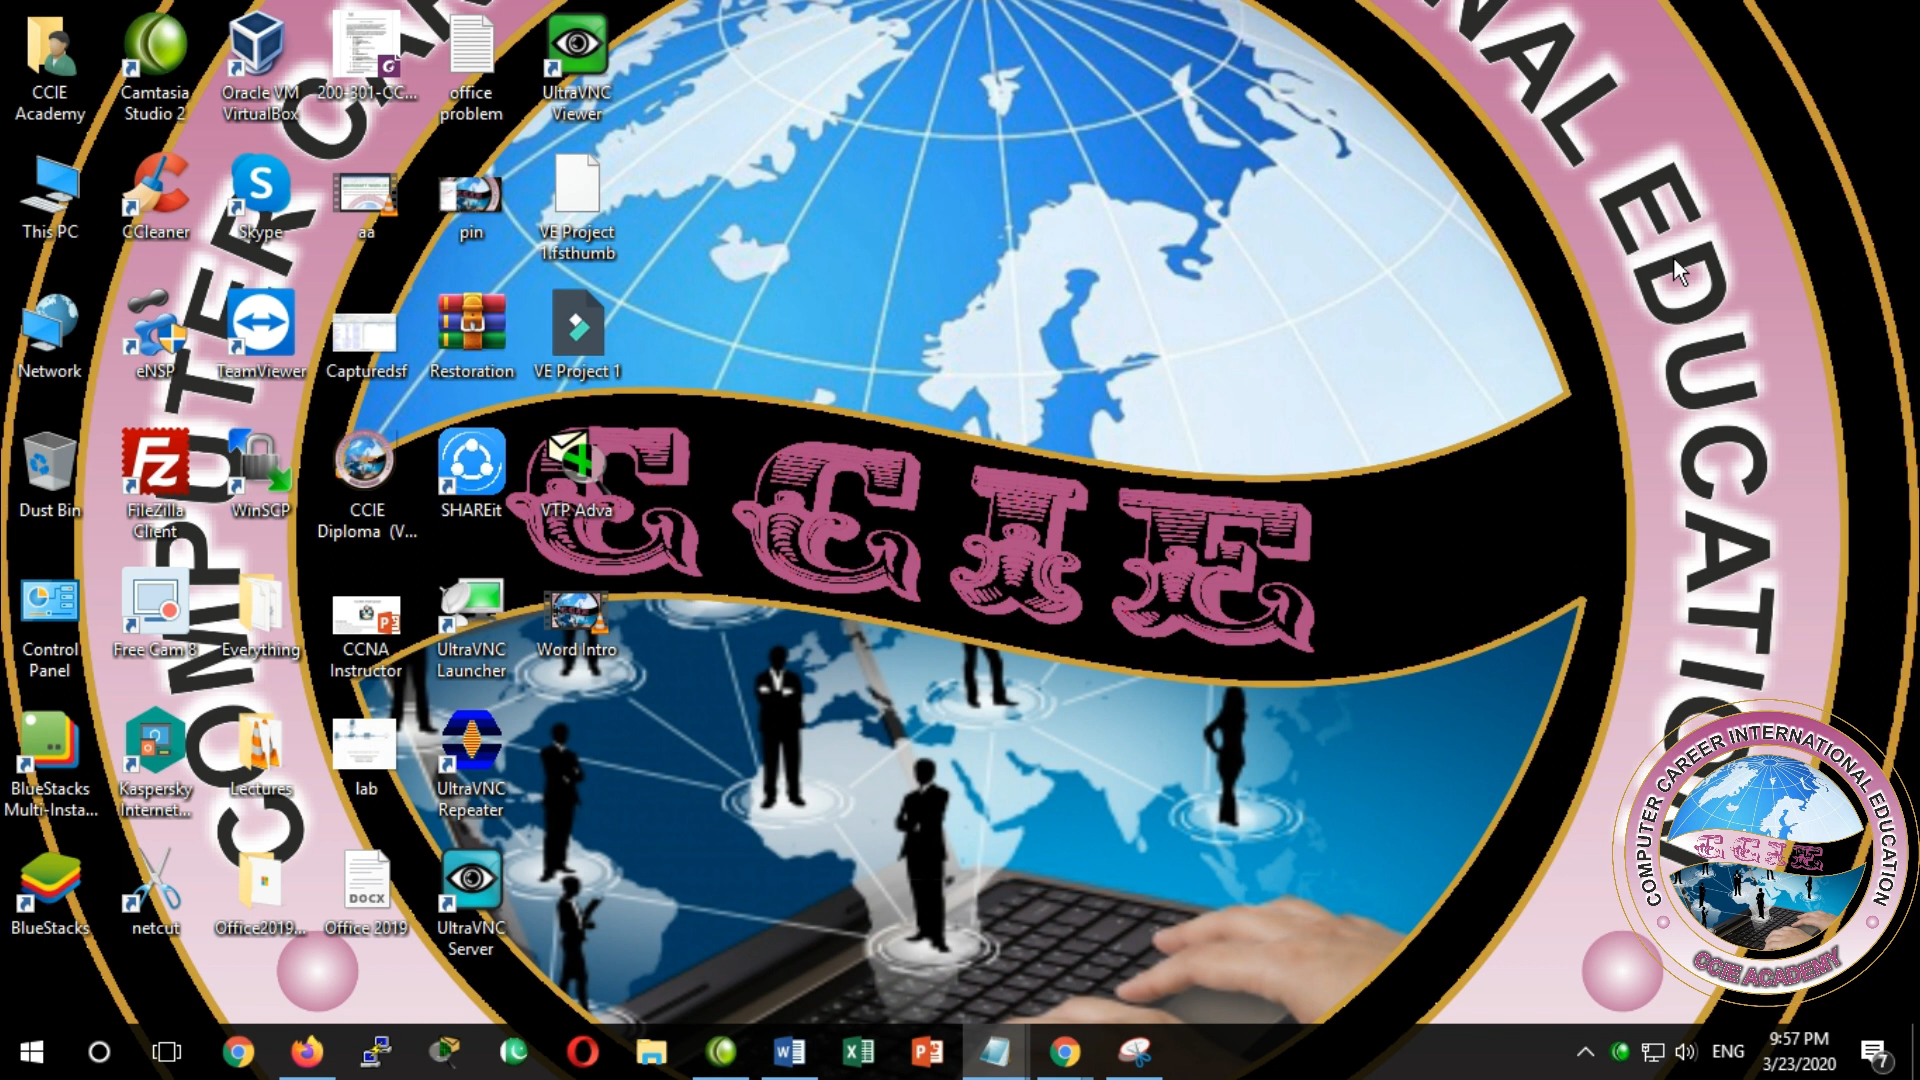 CCIE
Academy
Camtasia
Studio 2
Oracle VM
VirtualBox
200-301-CC...
office
problem
UltraVNC
Viewer
This PC
CCleaner
Skype
aa
pin
VE Project
1.fsthumb
Network
eNSP
TeamViewer
Capturedsf
Restoration
VE Project 1
Dust Bin
FileZilla
Client
WinSCP
CCIE
Diploma (V...
SHAREit
VTP Adva
Control
Panel
Free Cam 8
Everything
CCNA
Instructor
UltraVNC
Launcher
Word Intro
BlueStacks
Multi-Insta...
Kaspersky
Internet...
Lectures
lab
UltraVNC
Repeater
BlueStacks
netcut
Office2019...
DOCX
Office 2019
UltraVNC
Server
COMPUTER CAR
NAL EDUCATIO
CCIE
COMPUTER CAREER INTERNATIONAL EDUCATION
CCIE
CCIE ACADEMY
ENG
9:57 PM
3/23/2020
7